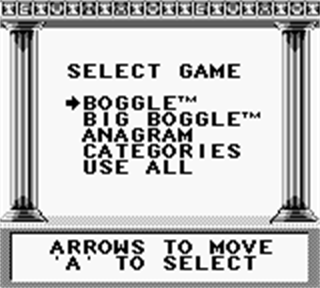 SELECT GAME
➔BOGGLE™
BIG BOGGLE™
ANAGRAM
CATEGORIES
USE ALL
ARROWS TO MOVE
'A' TO SELECT